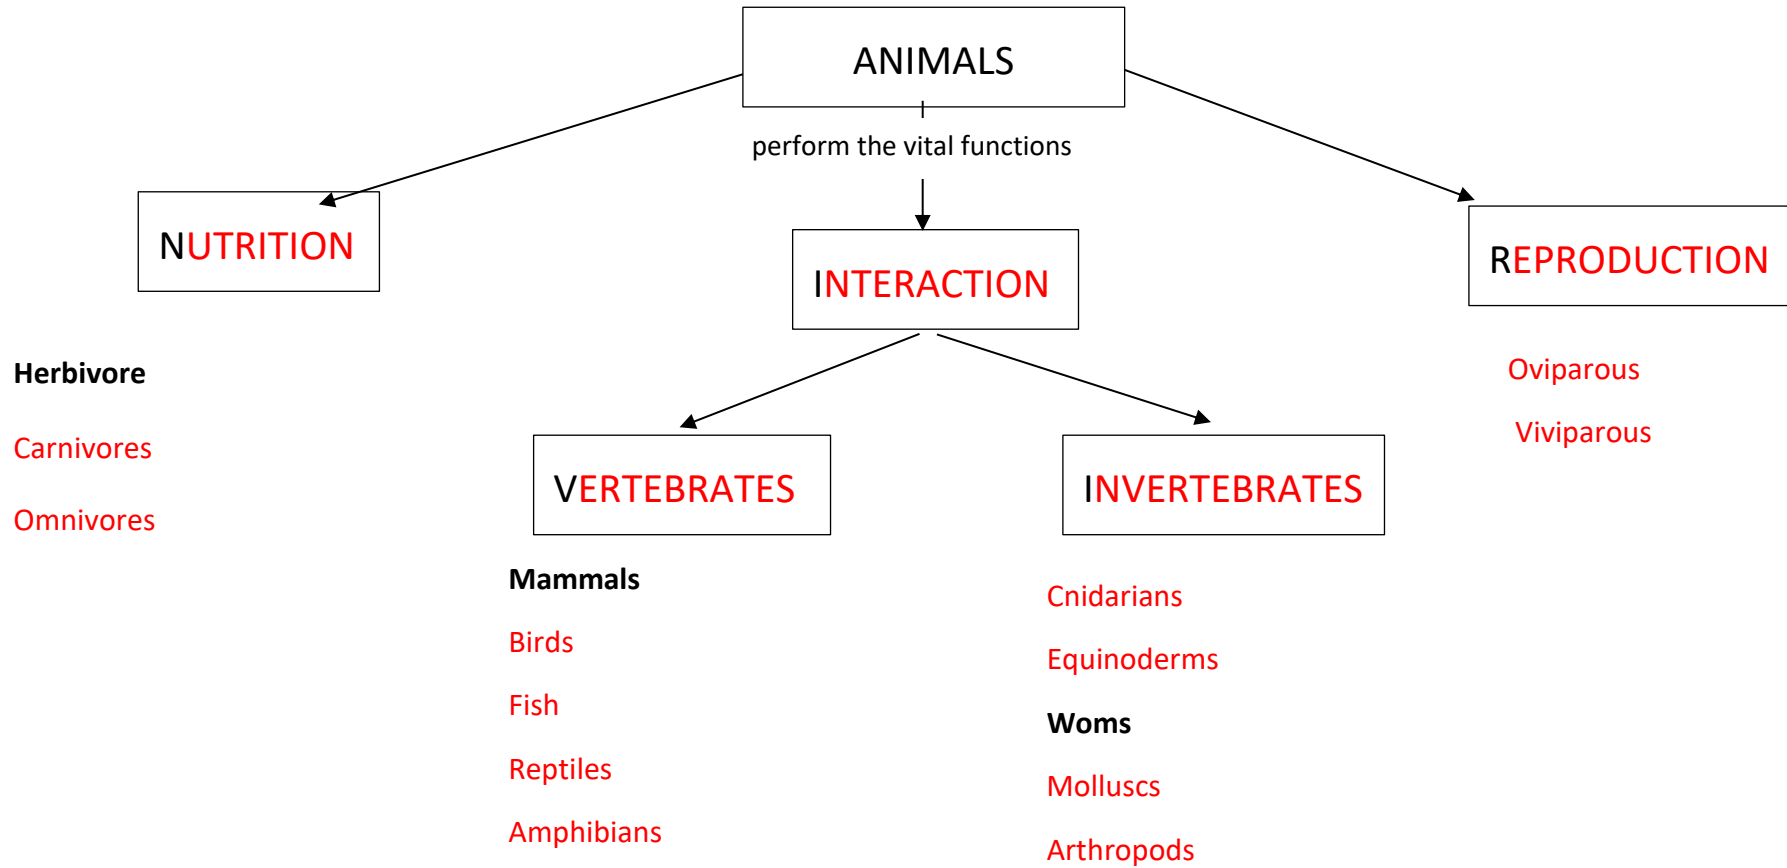 ANIMALS
perform the vital functions
NUTRITION
INTERACTION
REPRODUCTION
Herbivore
Carnivores
Omnivores
Oviparous
Viviparous
VERTEBRATES
INVERTEBRATES
Mammals
Birds
Fish
Reptiles
Amphibians
Cnidarians
Equinoderms
Woms
Molluscs
Arthropods